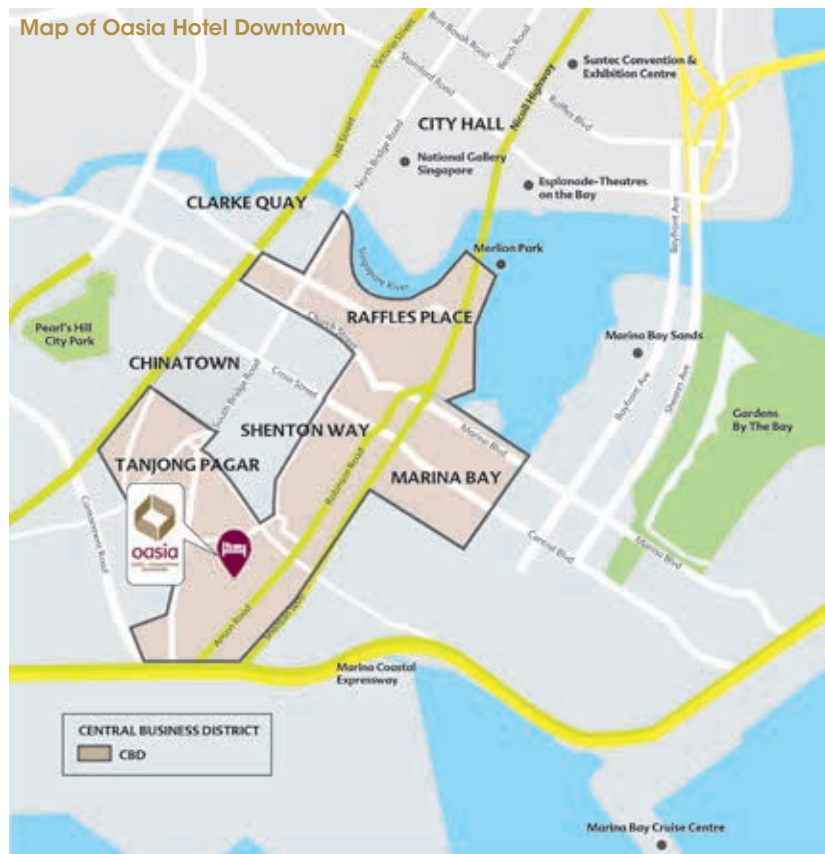 Map of Oasia Hotel Downtown
Victoria Street
Bras Basah Road
Beach Road
Suntec Convention &
Exhibition Centre
Stamford Road
Nicoll Highway
Raffles Blvd
CITY HALL
Hill Street
North Bridge Road
National Gallery
Singapore
Esplanade-Theatres
on the Bay
CLARKE QUAY
Bayfront Ave
Merlion Park
Singapore River
RAFFLES PLACE
Church Street
Pearl's Hill
City Park
Marina Bay Sands
CHINATOWN
Cross Street
South Bridge Road
Bayfront Ave
Sheares Ave
Gardens
By The Bay
SHENTON WAY
Marina Blvd
TANJONG PAGAR
Robinson Road
MARINA BAY
Cantonment Road
oasia
Central Blvd
Marina Blvd
Anson Road
Shenton Way
Marina Coastal
Expressway
CENTRAL BUSINESS DISTRICT
CBD
Marina Bay Cruise Centre